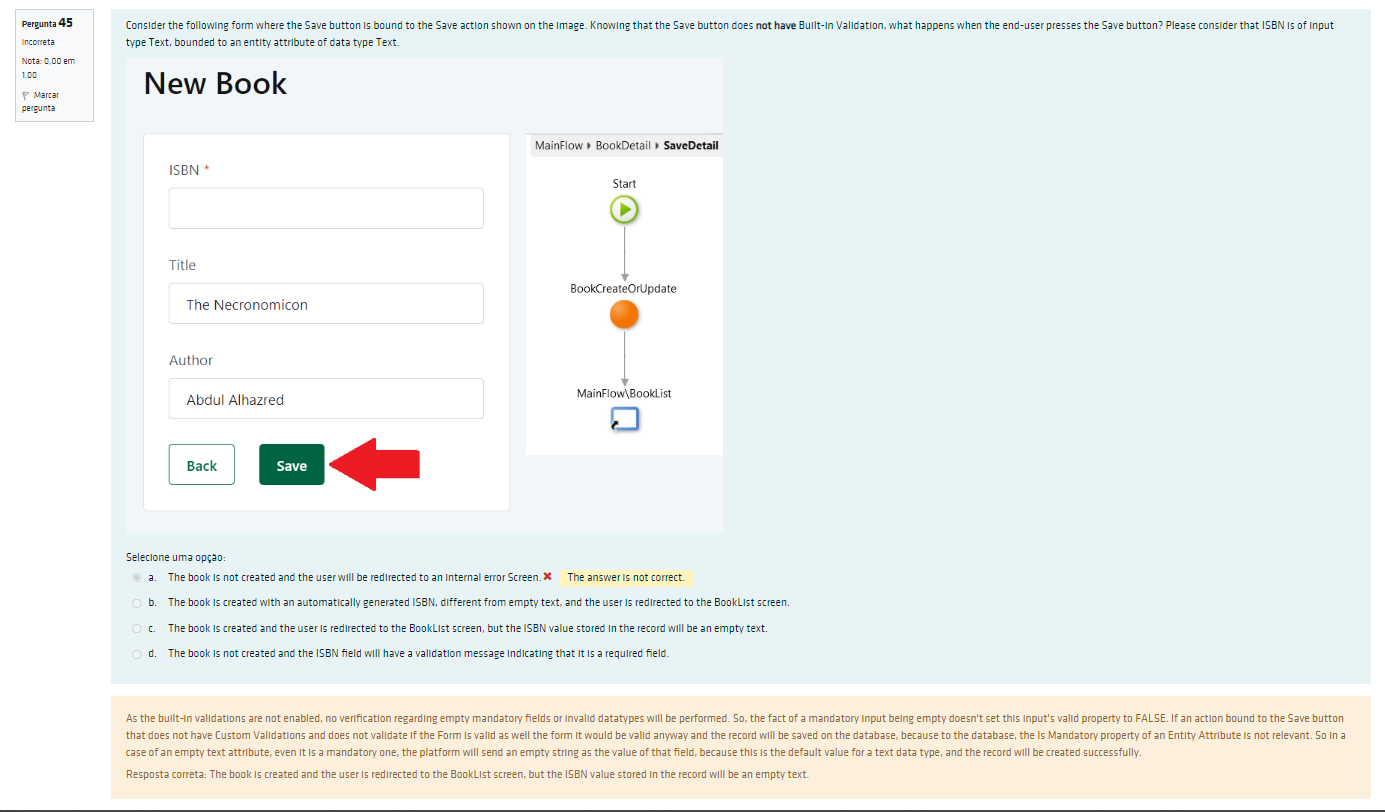 Pergunta 45
Incorreta
Nota: 0,00 em
1,00
Marcar
pergunta
Consider the following form where the Save button is bound to the Save action shown on the image. Knowing that the Save button does not have Built-in Validation, what happens when the end-user presses the Save button? Please consider that ISBN is of input
type Text, bounded to an entity attribute of data type Text.
New Book
ISBN *
Title
The Necronomicon
Author
Abdul Alhazred
Back
Save
MainFlow ▸ BookDetail ▸ SaveDetail
Start
BookCreateOrUpdate
MainFlow\BookList
Selecione uma opção:
a. The book is not created and the user will be redirected to an internal error Screen. ✖ The answer is not correct.
b. The book is created with an automatically generated ISBN, different from empty text, and the user is redirected to the BookList screen.
c. The book is created and the user is redirected to the BookList screen, but the ISBN value stored in the record will be an empty text.
d. The book is not created and the ISBN field will have a validation message indicating that it is a required field.
As the built-in validations are not enabled, no verification regarding empty mandatory fields or invalid datatypes will be performed. So, the fact of a mandatory input being empty doesn't set this input's valid property to FALSE. If an action bound to the Save button
that does not have Custom Validations and does not validate if the Form is valid as well the form it would be valid anyway and the record will be saved on the database, because to the database, the Is Mandatory property of an Entity Attribute is not relevant. So in a
case of an empty text attribute, even it is a mandatory one, the platform will send an empty string as the value of that field, because this is the default value for a text data type, and the record will be created successfully.
Resposta correta: The book is created and the user is redirected to the BookList screen, but the ISBN value stored in the record will be an empty text.